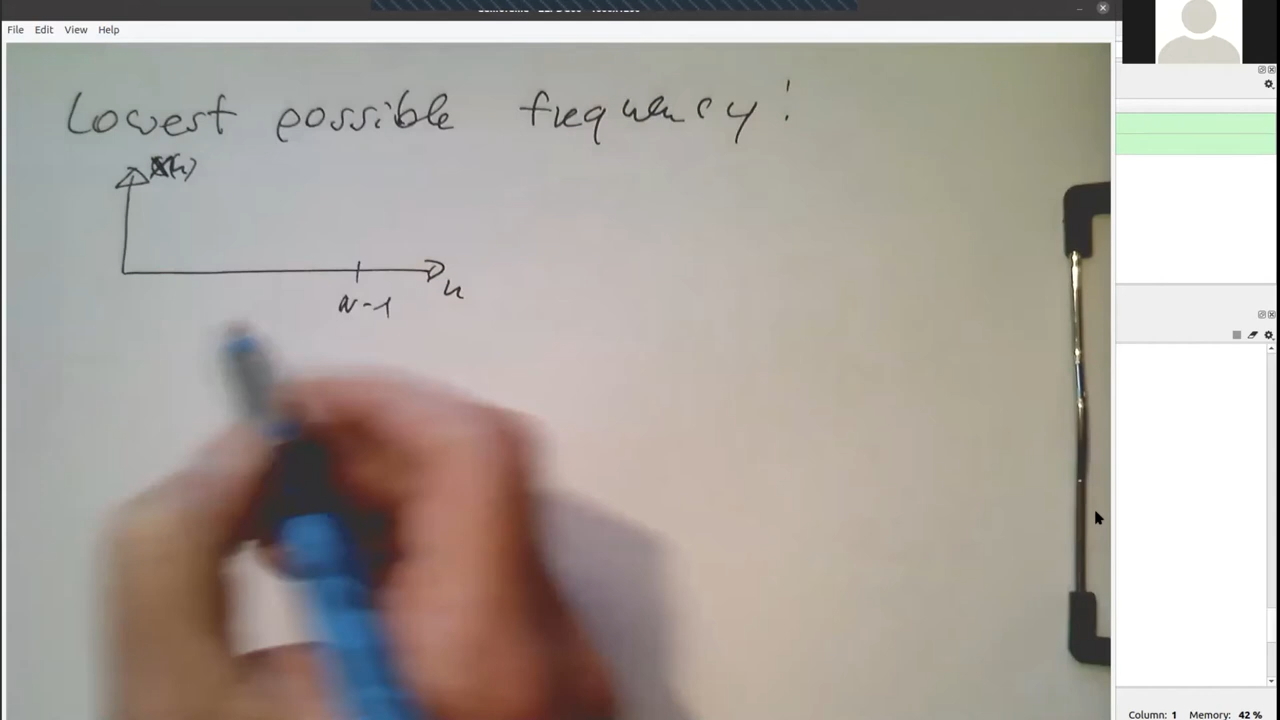 File Edit View Help
Lowest possible frequency:
N-1
n
Column: 1 Memory: 42 %